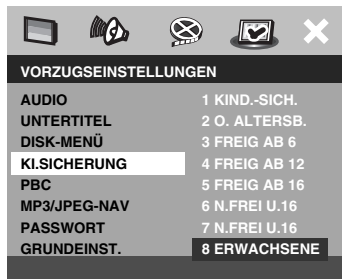 VORZUGSEINSTELLUNGEN
AUDIO 1 KIND.-SICH.
UNTERTITEL 2 O. ALTERSB.
DISK-MENÜ 3 FREIG AB 6
KI.SICHERUNG 4 FREIG AB 12
PBC 5 FREIG AB 16
MP3/JPEG-NAV 6 N.FREI U.16
PASSWORT 7 N.FREI U.16
GRUNDEINST. 8 ERWACHSENE